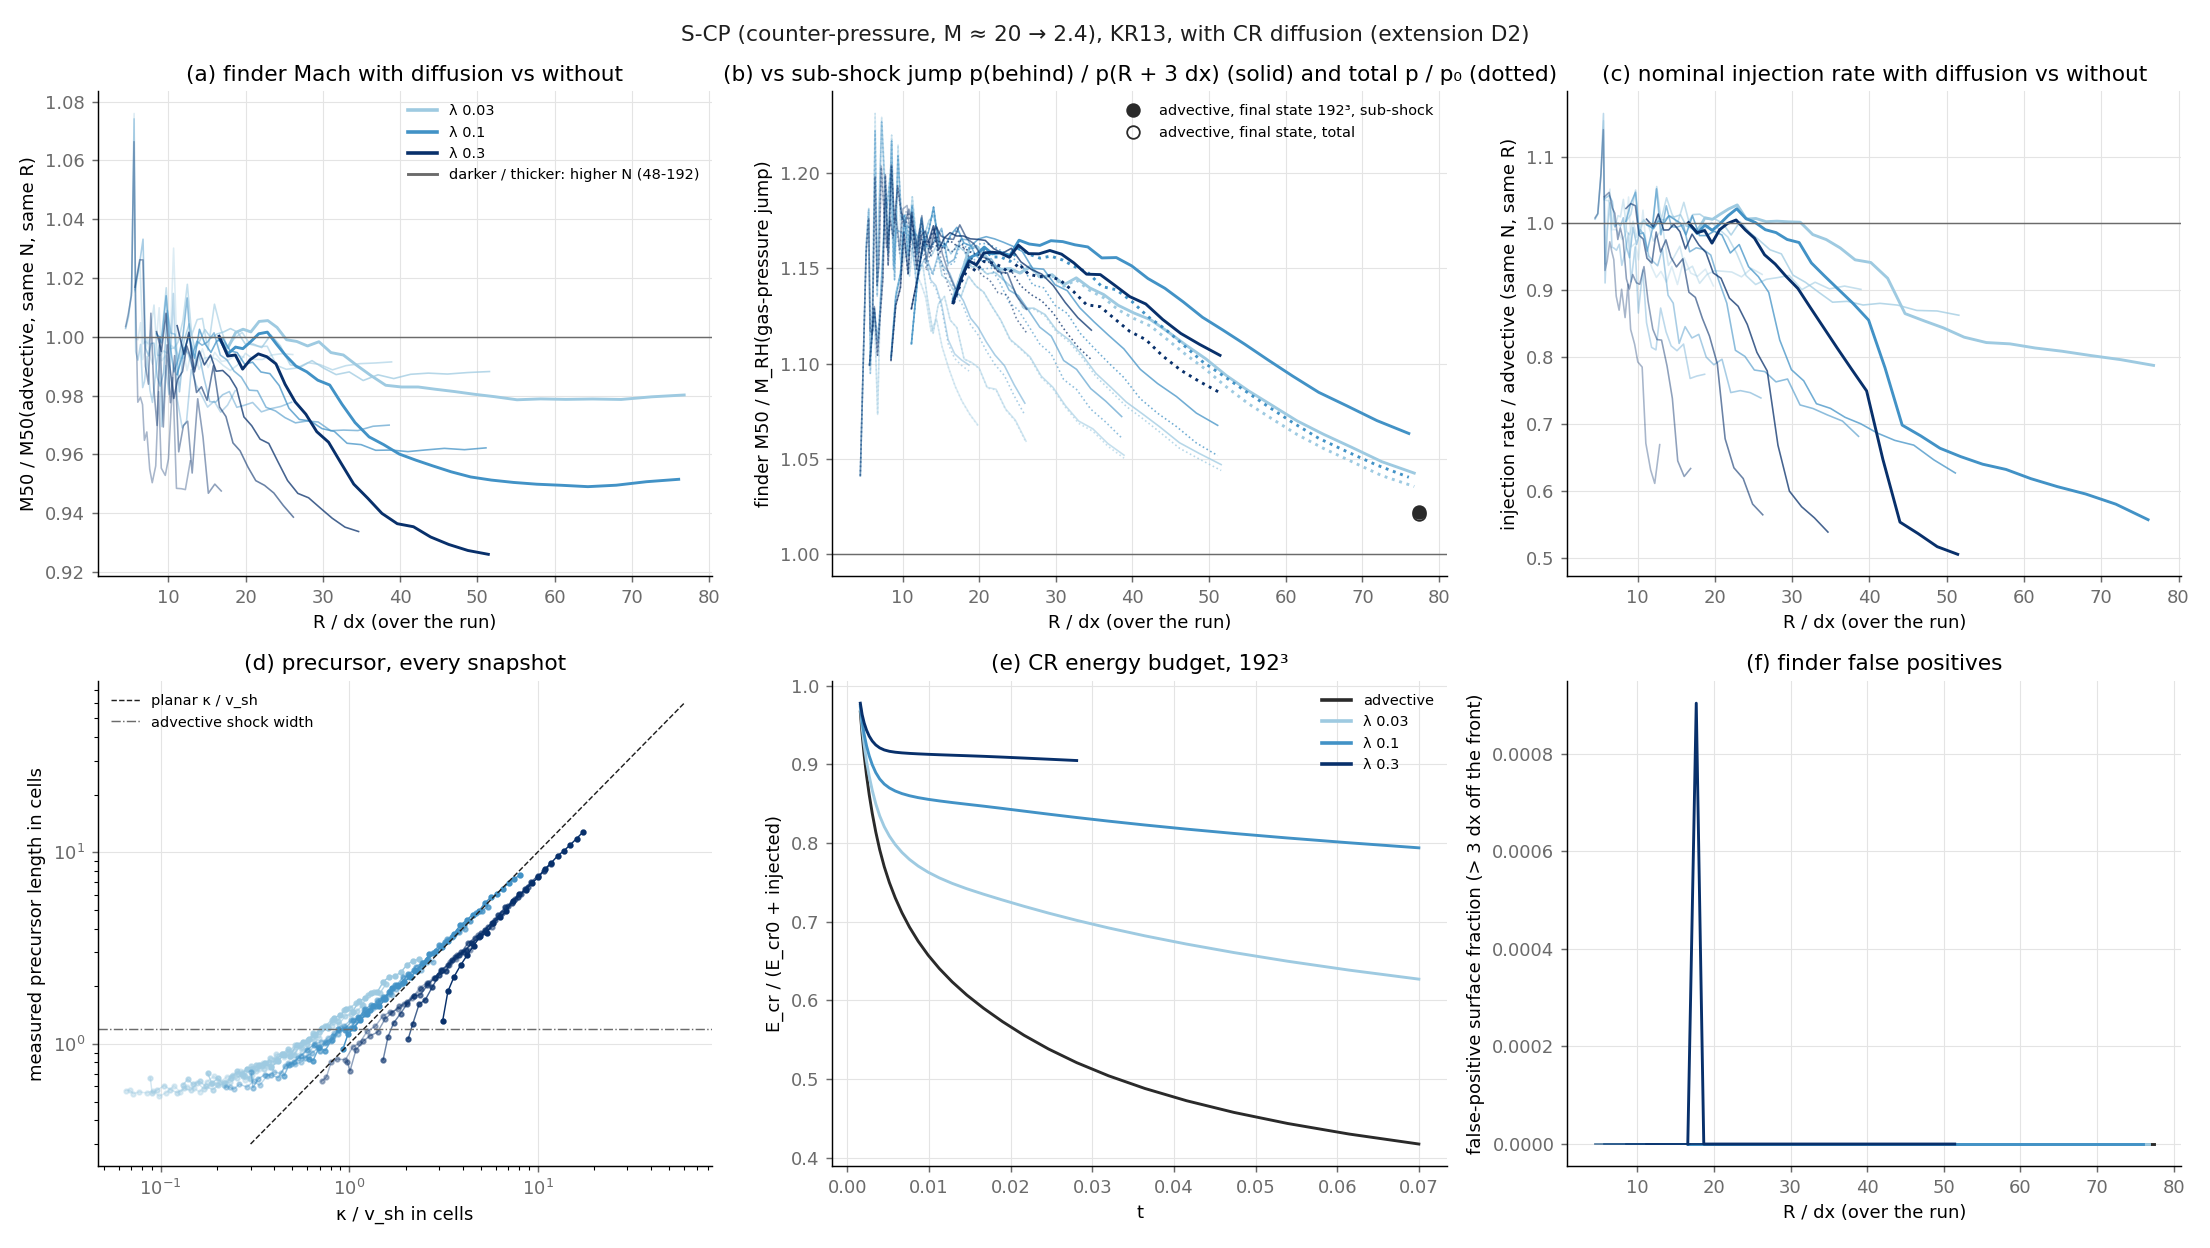 S-CP (counter-pressure, M ≈ 20 → 2.4), KR13, with CR diffusion (extension D2)
(a) finder Mach with diffusion vs without
M50 / M50(advective, same N, same R)
1.08
1.06
1.04
1.02
1.00
0.98
0.96
0.94
0.92
λ 0.03
λ 0.1
λ 0.3
darker / thicker: higher N (48-192)
10 20 30 40 50 60 70 80
R / dx (over the run)
(b) vs sub-shock jump p(behind) / p(R + 3 dx) (solid) and total p / p₀ (dotted)
finder M50 / M_RH(gas-pressure jump)
1.20
1.15
1.10
1.05
1.00
advective, final state 192³, sub-shock
advective, final state, total
10 20 30 40 50 60 70 80
R / dx (over the run)
(c) nominal injection rate with diffusion vs without
injection rate / advective (same N, same R)
1.1
1.0
0.9
0.8
0.7
0.6
0.5
10 20 30 40 50 60 70 80
R / dx (over the run)
(d) precursor, every snapshot
measured precursor length in cells
10¹
10⁰
planar κ / v_sh
advective shock width
10⁻¹ 10⁰ 10¹
κ / v_sh in cells
(e) CR energy budget, 192³
E_cr / (E_cr0 + injected)
1.0
0.9
0.8
0.7
0.6
0.5
0.4
advective
λ 0.03
λ 0.1
λ 0.3
0.00 0.01 0.02 0.03 0.04 0.05 0.06 0.07
t
(f) finder false positives
false-positive surface fraction (> 3 dx off the front)
0.0008
0.0006
0.0004
0.0002
0.0000
10 20 30 40 50 60 70 80
R / dx (over the run)